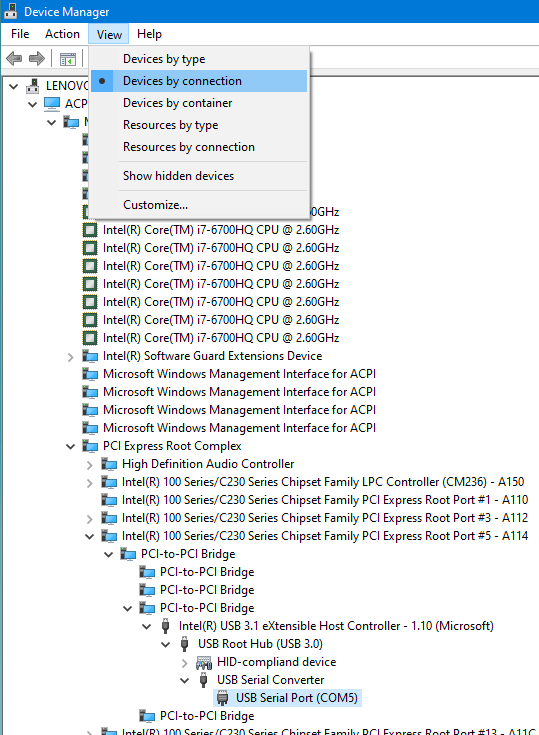 Device Manager
File Action View Help
Devices by type
Devices by connection
Devices by container
Resources by type
Resources by connection
Show hidden devices
Customize...
LENOVO
ACP
Intel(R) Core(TM) i7-6700HQ CPU @ 2.60GHz
Intel(R) Core(TM) i7-6700HQ CPU @ 2.60GHz
Intel(R) Core(TM) i7-6700HQ CPU @ 2.60GHz
Intel(R) Core(TM) i7-6700HQ CPU @ 2.60GHz
Intel(R) Core(TM) i7-6700HQ CPU @ 2.60GHz
Intel(R) Core(TM) i7-6700HQ CPU @ 2.60GHz
Intel(R) Core(TM) i7-6700HQ CPU @ 2.60GHz
Intel(R) Software Guard Extensions Device
Microsoft Windows Management Interface for ACPI
Microsoft Windows Management Interface for ACPI
Microsoft Windows Management Interface for ACPI
Microsoft Windows Management Interface for ACPI
PCI Express Root Complex
High Definition Audio Controller
Intel(R) 100 Series/C230 Series Chipset Family LPC Controller (CM236) - A150
Intel(R) 100 Series/C230 Series Chipset Family PCI Express Root Port #1 - A110
Intel(R) 100 Series/C230 Series Chipset Family PCI Express Root Port #3 - A112
Intel(R) 100 Series/C230 Series Chipset Family PCI Express Root Port #5 - A114
PCI-to-PCI Bridge
PCI-to-PCI Bridge
PCI-to-PCI Bridge
PCI-to-PCI Bridge
Intel(R) USB 3.1 eXtensible Host Controller - 1.10 (Microsoft)
USB Root Hub (USB 3.0)
HID-compliand device
USB Serial Converter
USB Serial Port (COM5)
PCI-to-PCI Bridge
Intel(R) 100 Series/C230 Series Chipset Family PCI Express Root Port #13 - A11C